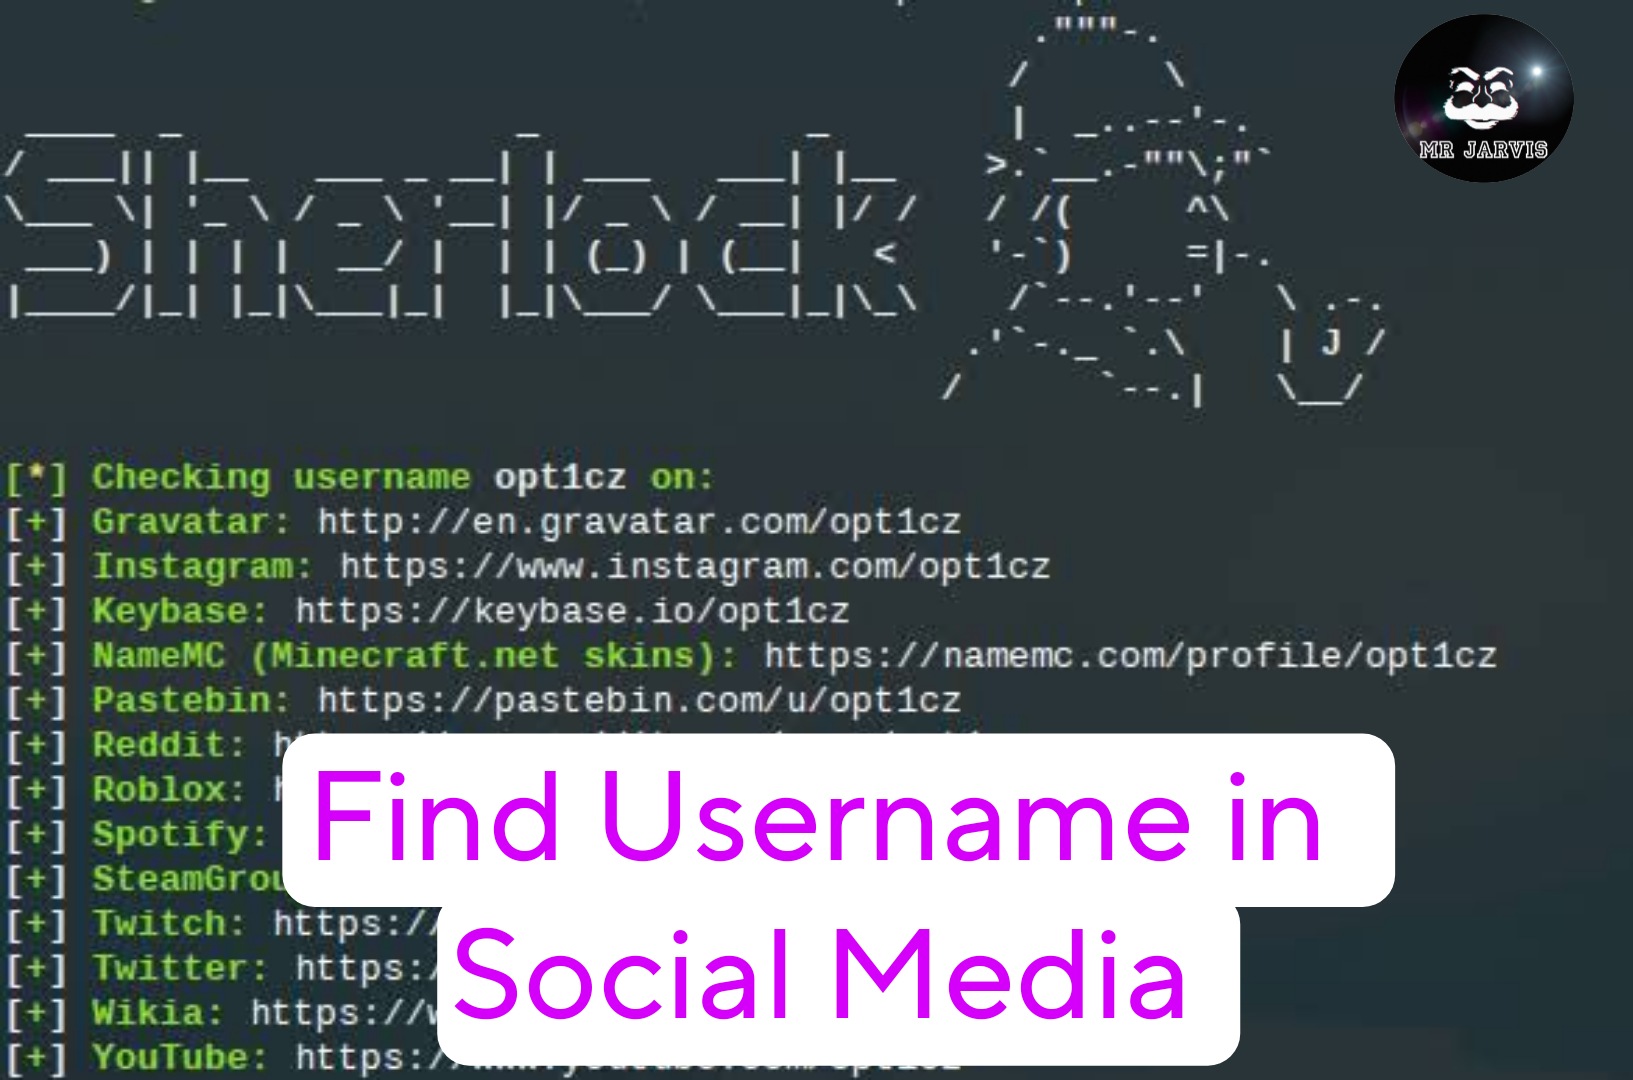 MR JARVIS
Sherlock
[*] Checking username opt1cz on:
[+] Gravatar: http://en.gravatar.com/opt1cz
[+] Instagram: https://www.instagram.com/opt1cz
[+] Keybase: https://keybase.io/opt1cz
[+] NameMC (Minecraft.net skins): https://namemc.com/profile/opt1cz
[+] Pastebin: https://pastebin.com/u/opt1cz
[+] Reddit:
[+] Roblox:
[+] Spotify:
[+]
[+] Twitch: https://
[+] Twitter:
[+] Wikia: https://
[+] YouTube:
Find Username in
Social Media